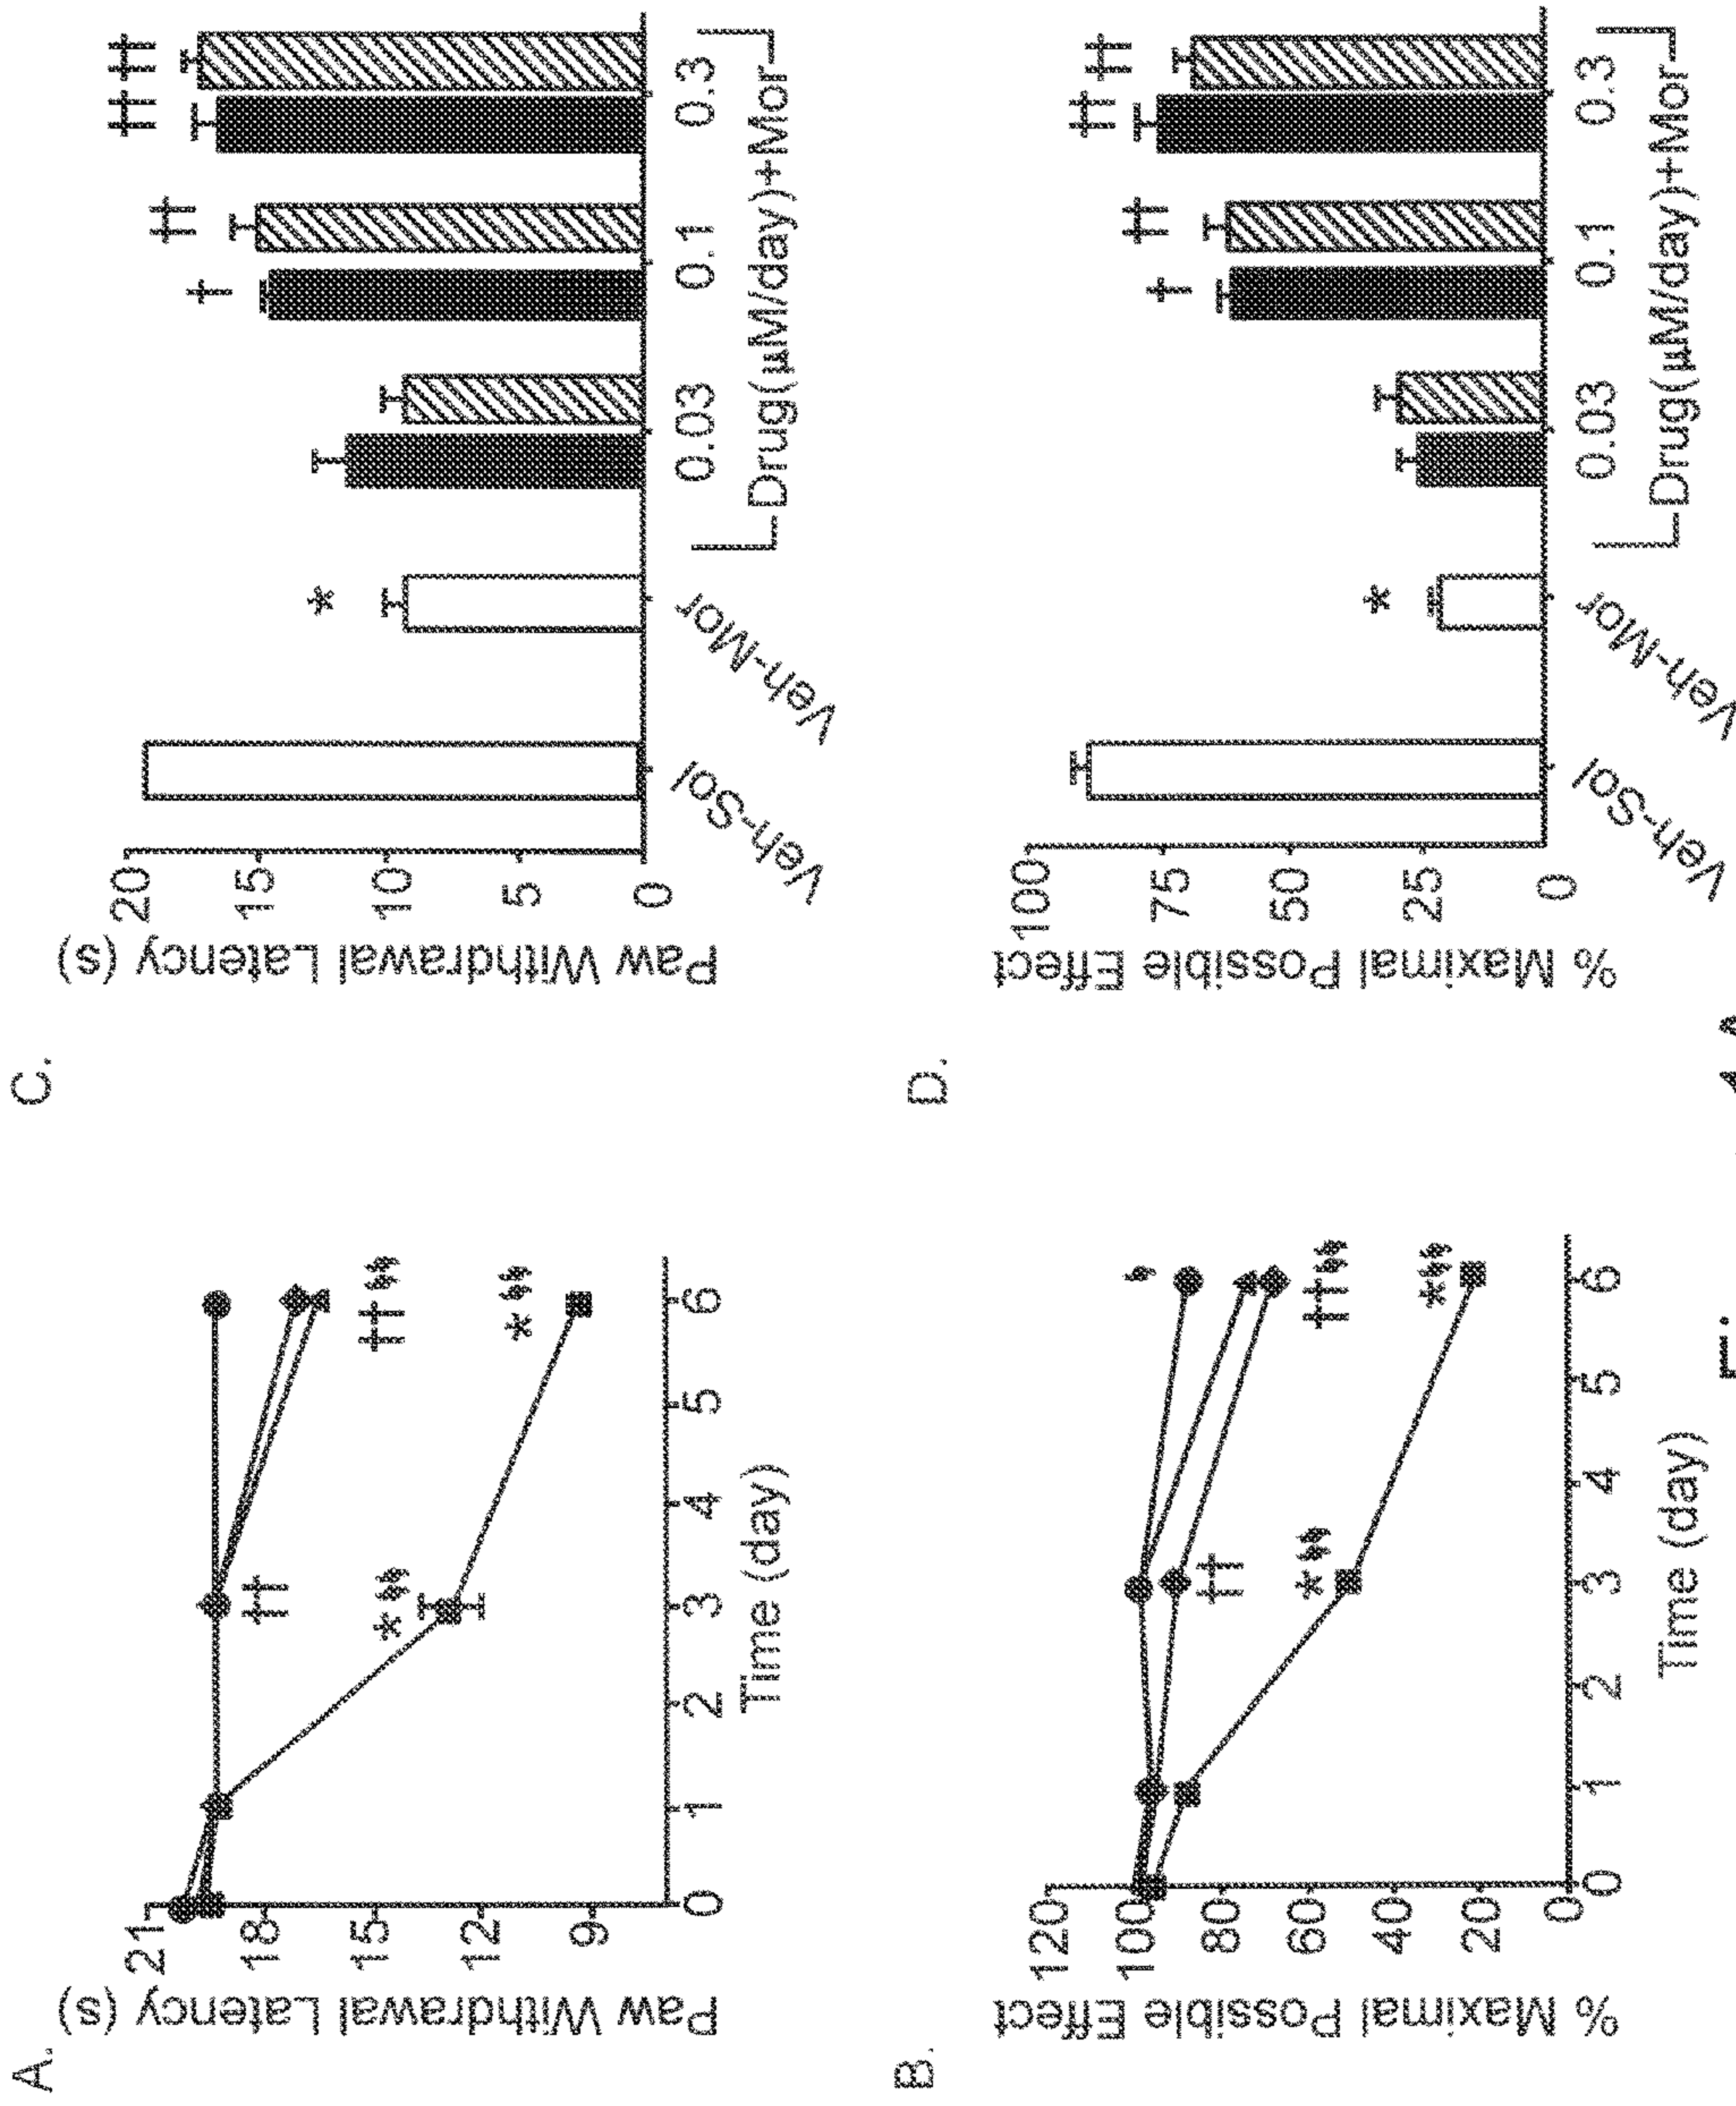 A.
Paw Withdrawal Latency (s)
21
18
15
12
9
††
*
††
*
0 1 2 3 4 5 6
Time (day)
B.
% Maximal Possible Effect
120
100
80
60
40
20
0
††
*
††
*
0 1 2 3 4 5 6
Time (day)
C.
Paw Withdrawal Latency (s)
20
15
10
5
0
*
†
††
††
††
Veh-Sol Veh-Mor 0.03 0.1 0.3
Drug(µM/day)+Mor
D.
% Maximal Possible Effect
100
75
50
25
0
*
†
††
††
††
Veh-Sol Veh-Mor 0.03 0.1 0.3
Drug(µM/day)+Mor